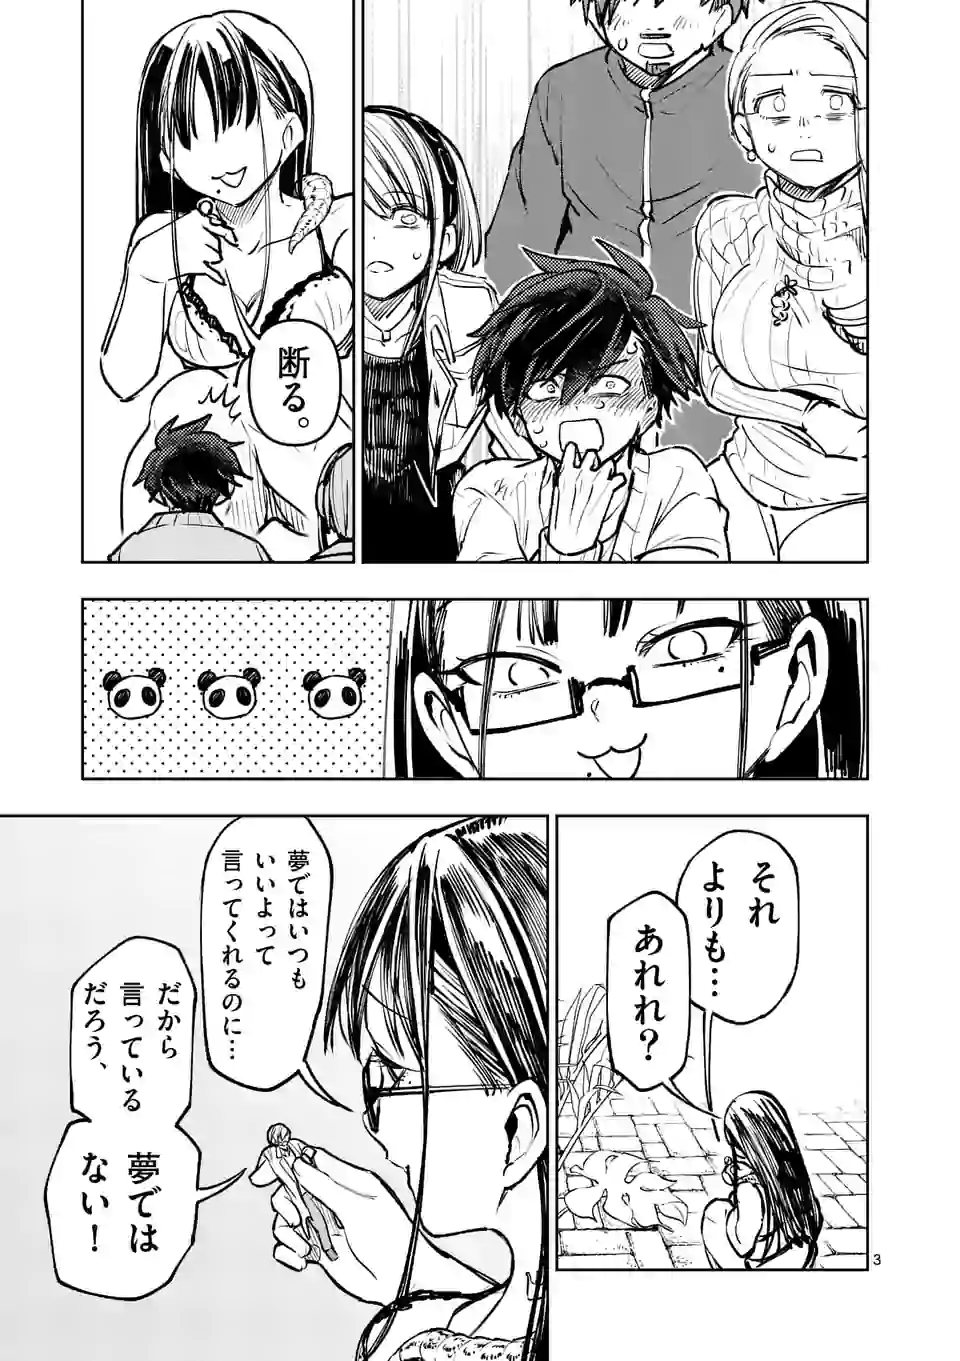 断る。
それ
よりも…
あれれ？
夢ではいつも
いいよって
言ってくれるのに…
だから
言っている
だろう、
夢では
ない！
3